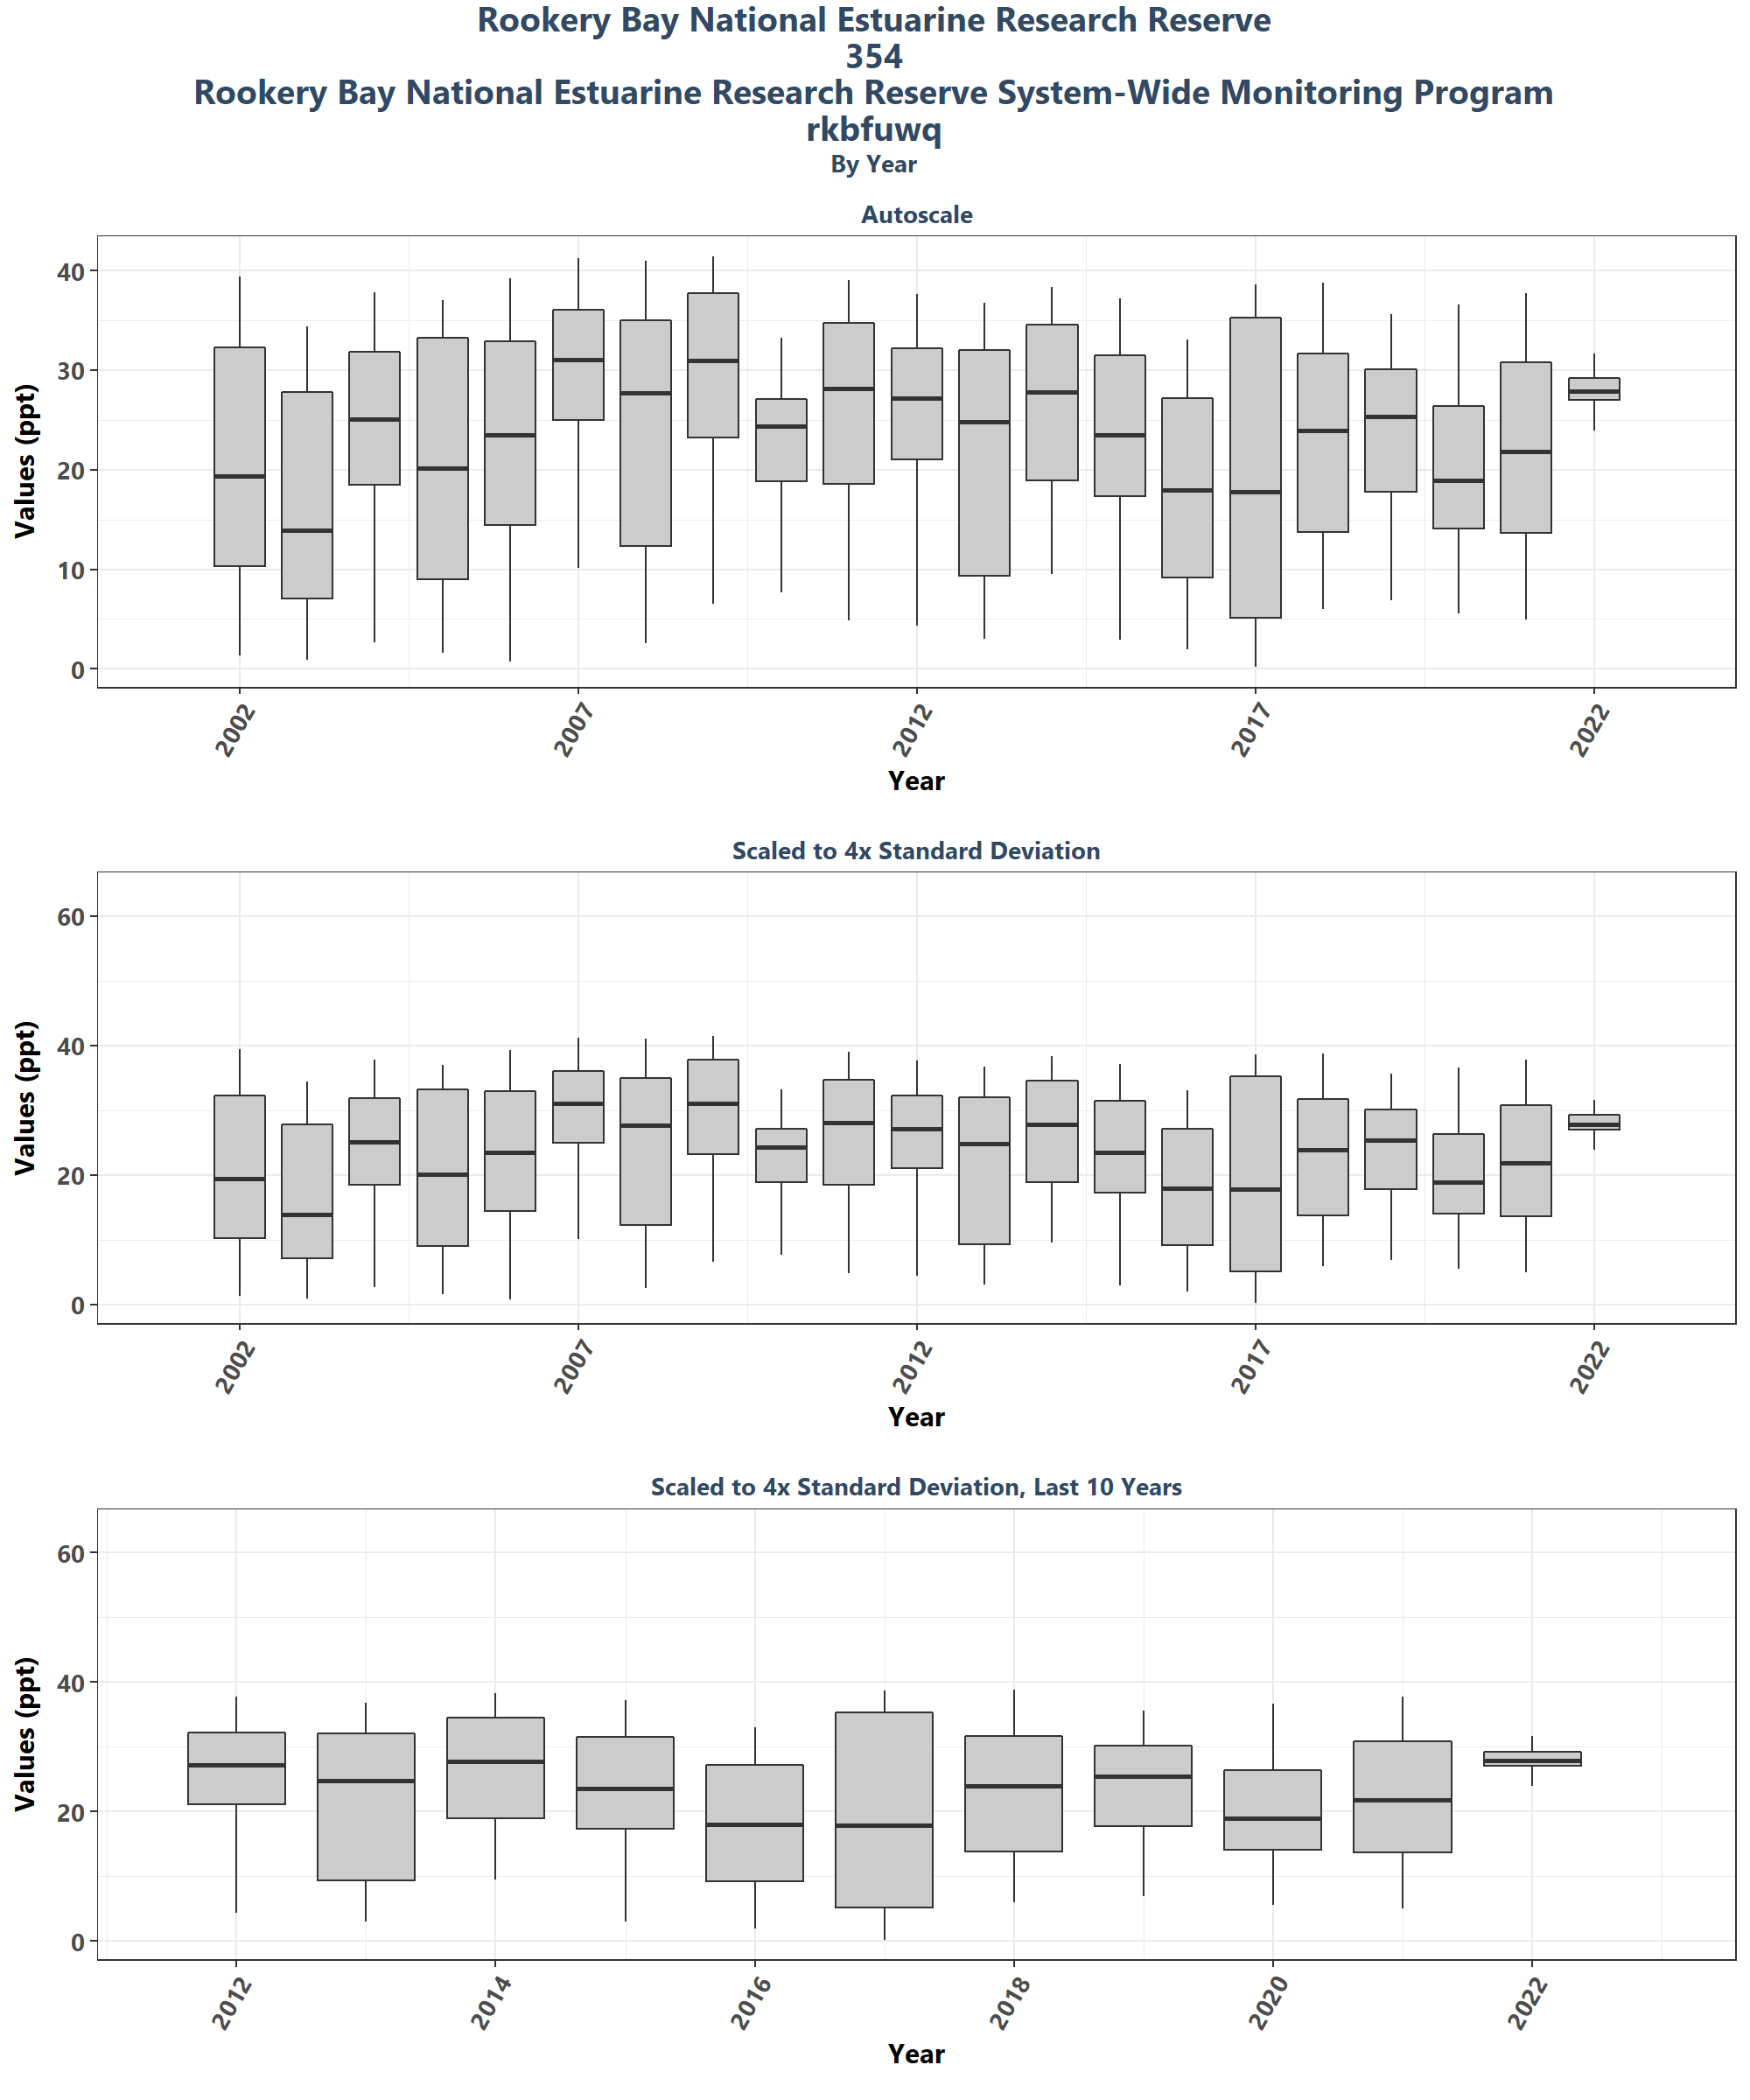 Rookery Bay National Estuarine Research Reserve
354
Rookery Bay National Estuarine Research Reserve System-Wide Monitoring Program
rkbfuwq
By Year
Autoscale
Values (ppt)
40
30
20
10
0
2002 2007 2012 2017 2022
Year
Scaled to 4x Standard Deviation
Values (ppt)
60
40
20
0
2002 2007 2012 2017 2022
Year
Scaled to 4x Standard Deviation, Last 10 Years
Values (ppt)
60
40
20
0
2012 2014 2016 2018 2020 2022
Year